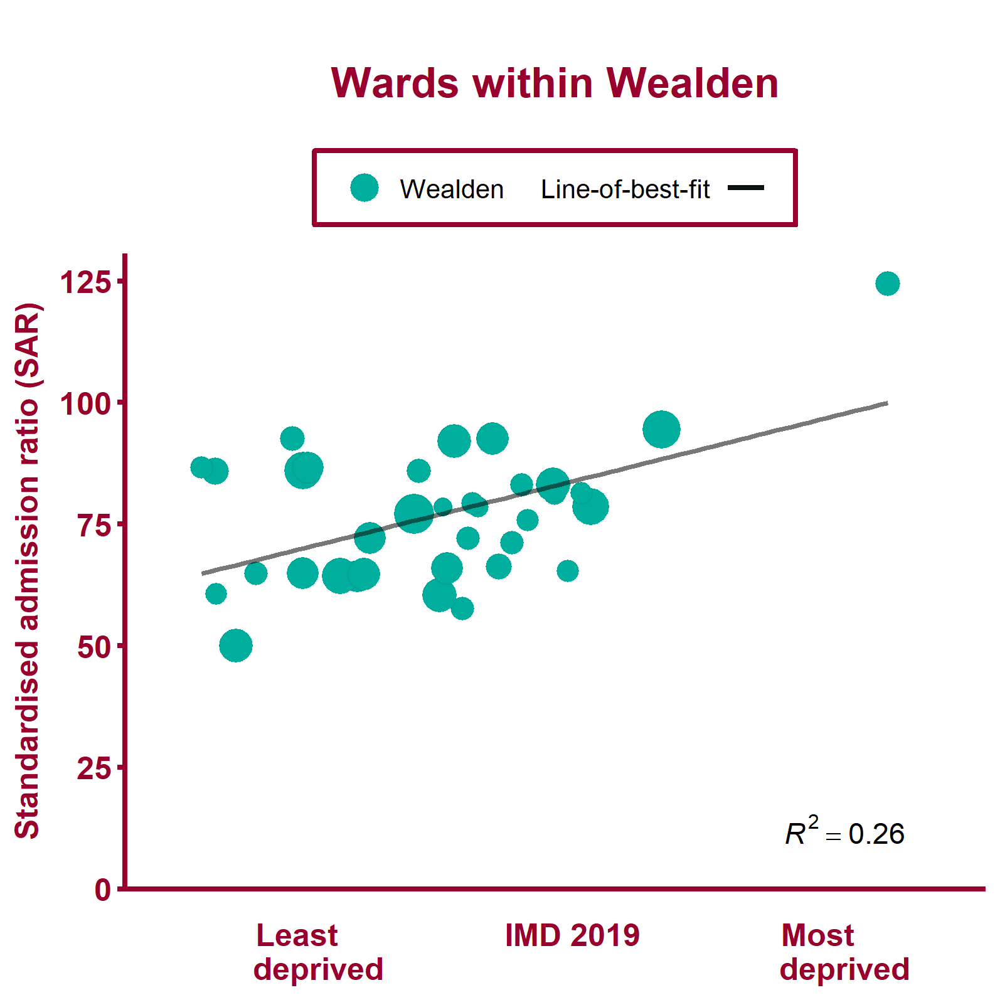 Wards within Wealden
Wealden Line-of-best-fit
Standardised admission ratio (SAR)
125
100
75
50
25
0
R² = 0.26
Least deprived
IMD 2019
Most deprived